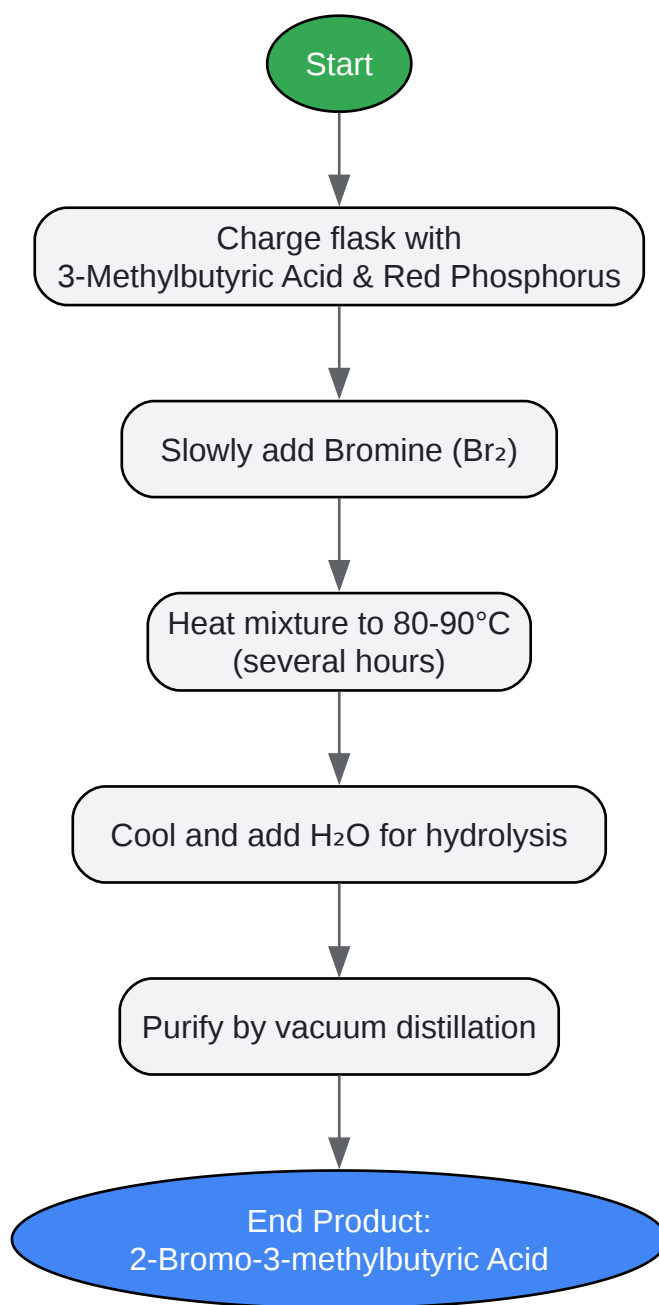 Start
Charge flask with
3-Methylbutyric Acid & Red Phosphorus
Slowly add Bromine (Br₂)
Heat mixture to 80-90°C
(several hours)
Cool and add H₂O for hydrolysis
Purify by vacuum distillation
End Product:
2-Bromo-3-methylbutyric Acid